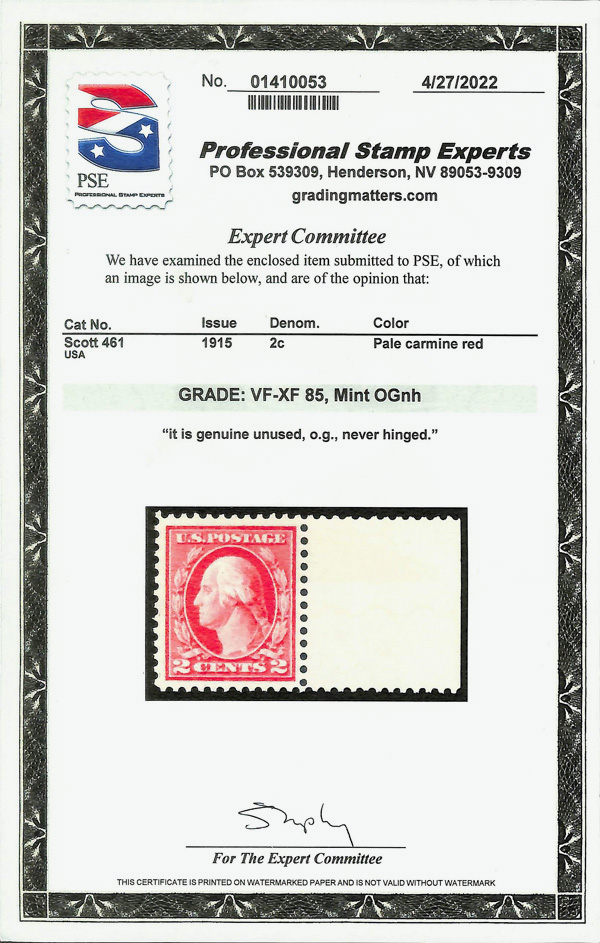 No. 01410053 4/27/2022
PSE
PROFESSIONAL STAMP EXPERTS
Professional Stamp Experts
PO Box 539309, Henderson, NV 89053-9309
gradingmatters.com
Expert Committee
We have examined the enclosed item submitted to PSE, of which
an image is shown below, and are of the opinion that:
Cat No. Issue Denom. Color
Scott 461 1915 2c Pale carmine red
USA
GRADE: VF-XF 85, Mint OGnh
“it is genuine unused, o.g., never hinged.”
U.S. POSTAGE
2 CENTS 2
For The Expert Committee
THIS CERTIFICATE IS PRINTED ON WATERMARKED PAPER AND IS NOT VALID WITHOUT WATERMARK